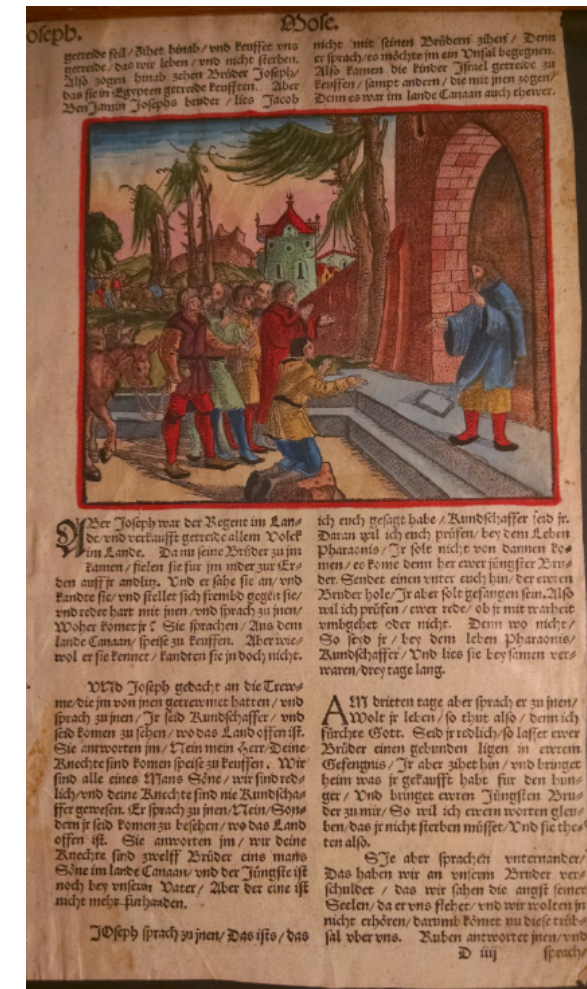 oseph.
Mose.
getreide feil/ Zihet hinab/ vnd keuffet vns
getreide/ das wir leben/ vnd nicht sterben.
Also zogen hinab zehen Brüder Joseph/
das sie in Egypten getreide keufften. Aber
BenJamin Josephs bruder/ lies Jacob
nicht mit seinen Brüdern zihen/ Denn
er sprach/ es möchte jm ein Vnfal begegnen.
Also kamen die kinder Israel getreide zu
keuffen/ sampt andern/ die mit jnen zogen/
Denn es war im lande Canaan auch thewer.
ABer Joseph war der Regent im Lan⸗
de/ vnd verkaufft getreide allem Volck
im Lande. Da nu seine Brüder zu jm
kamen/ fielen sie fur jm nider zur Er⸗
den auff jr andlitz. Vnd er sahe sie an/ vnd
kandte sie/ vnd stellet sich frembd gegen sie/
vnd redet hart mit jnen/ vnd sprach zu jnen/
Woher komet jr? Sie sprachen/ Aus dem
lande Canaan/ speise zu keuffen. Aber wie⸗
wol er sie kennet/ kandten sie jn doch nicht.
VNd Joseph gedacht an die Trew⸗
me/ die jm von jnen getrewmet hatten/ vnd
sprach zu jnen/ Jr seid Kundschaffer/ vnd
seid komen zu sehen/ wo das Land offen ist.
Sie antworten jm/ Nein mein Herr/ Deine
Knechte sind komen speise zu keuffen. Wir
sind alle eines Mans Söne/ wir sind red⸗
lich/ vnd deine Knechte sind nie Kundscha⸗
ffer gewesen. Er sprach zu jnen/ Nein/ Son⸗
dern jr seid komen zu besehen/ wo das Land
offen ist. Sie anworten jm/ wir deine
Knechte sind zwelff Brüder eins mans
Söne im lande Canaan/ vnd der Jüngste ist
noch bey vnserm Vater/ Aber der eine ist
nicht mehr fürhanden.
JOseph sprach zu jnen/ Das ists/ das
ich euch gesagt habe/ Kundschaffer seid jr.
Daran wil ich euch prüfen/ bey dem Leben
Pharaonis/ Jr solt nicht von dannen ko⸗
men/ es kome denn her ewer jüngster Bru⸗
der. Sendet einen vnter euch hin/ der ewren
Bruder hole/ Jr aber solt gefangen sein. Also
wil ich prüfen/ ewer rede/ ob jr mit warheit
vmbgehet oder nicht. Denn wo nicht/
So seyd jr/ bey dem leben Pharaonis/
Kundschaffer/ Vnd lies sie bey samen ver⸗
waren/ drey tage lang.
AM dritten tage aber sprach er zu jnen/
Wolt jr leben/ so thut also/ denn ich
fürchte Gott. Seid jr redlich/ so lasset ewer
Brüder einen gebunden ligen in ewrem
Gefengnis/ Jr aber zihet hin/ vnd bringet
heim was jr gekaufft habt für den hun⸗
ger/ Vnd bringet ewren Jüngsten Bru⸗
der zu mir/ So wil ich ewern worten gleu⸗
ben/ das jr nicht sterben müsset/ Vnd sie the⸗
ten also.
SJe aber sprachen vnternander/
Das haben wir an vnserm Bruder ver⸗
schuldet/ das wir sahen die angst seiner
Seelen/ da er vns flehet/ vnd wir wolten jn
nicht erhören/ darumb kömet nu diese trüb⸗
sal vber vns. Ruben antwortet jnen/ vnd
D iiij
sprach/